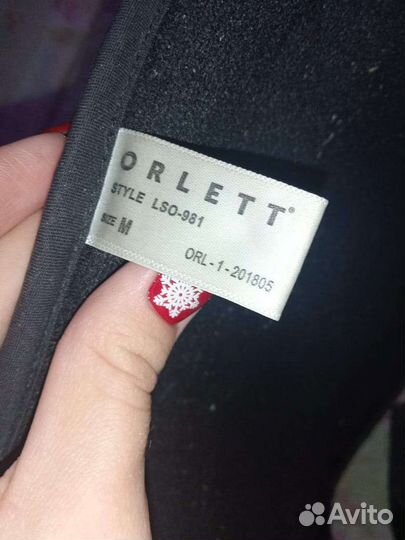 ORLETT®
STYLE LSO-981
SIZE M
ORL-1-201805
Avito